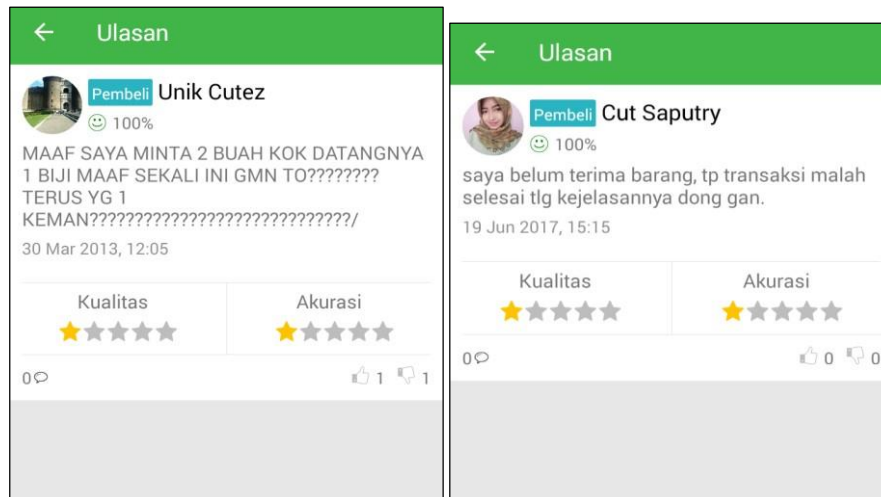 Ulasan
Pembeli Unik Cutez
100%
MAAF SAYA MINTA 2 BUAH KOK DATANGNYA
1 BIJI MAAF SEKALI INI GMN TO????????
TERUS YG 1
KEMAN?????????????????????????????/
30 Mar 2013, 12:05
Kualitas
Akurasi
0
1
1
Ulasan
Pembeli Cut Saputry
100%
saya belum terima barang, tp transaksi malah
selesai tlg kejelasannya dong gan.
19 Jun 2017, 15:15
Kualitas
Akurasi
0
0
0